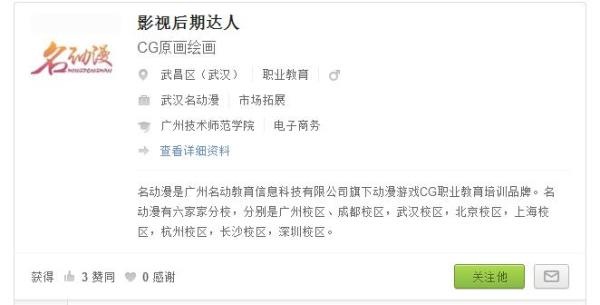 影视后期达人
CG原画绘画
名动漫
MINGDONGMAN
武昌区（武汉） 职业教育
武汉名动漫 市场拓展
广州技术师范学院 电子商务
查看详细资料
名动漫是广州名动教育信息科技有限公司旗下动漫游戏CG职业教育培训品牌。名
动漫有六家家分校，分别是广州校区、成都校区，武汉校区，北京校区，上海校
区，杭州校区，长沙校区，深圳校区。
获得 3 赞同 0 感谢
关注他